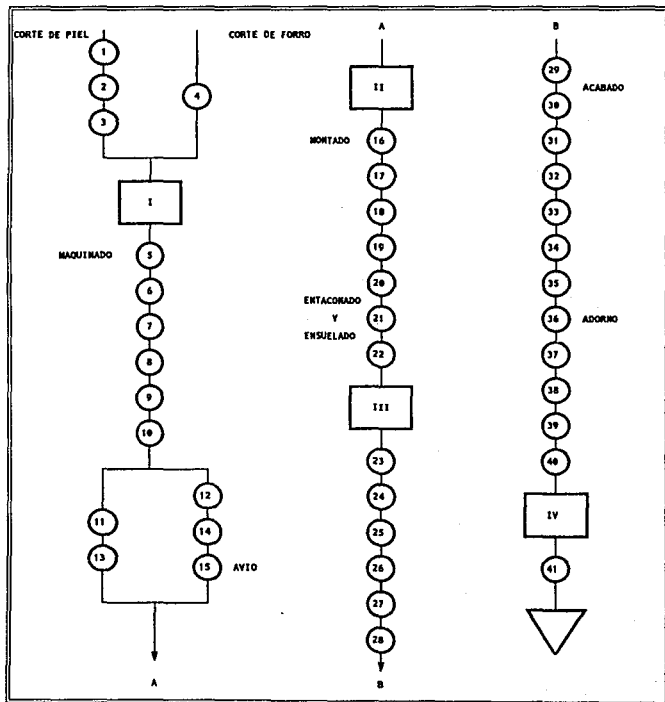 CORTE DE PIEL
CORTE DE FORRO
1
2
3
4
I
MAQUINADO
5
6
7
8
9
10
11
13
12
14
15
AVIO
A
A
II
MONTADO
16
17
18
19
20
ENTACONADO
Y
ENSUELADO
21
22
III
23
24
25
26
27
28
B
B
29
ACABADO
30
31
32
33
34
35
36
ADORNO
37
38
39
40
IV
41